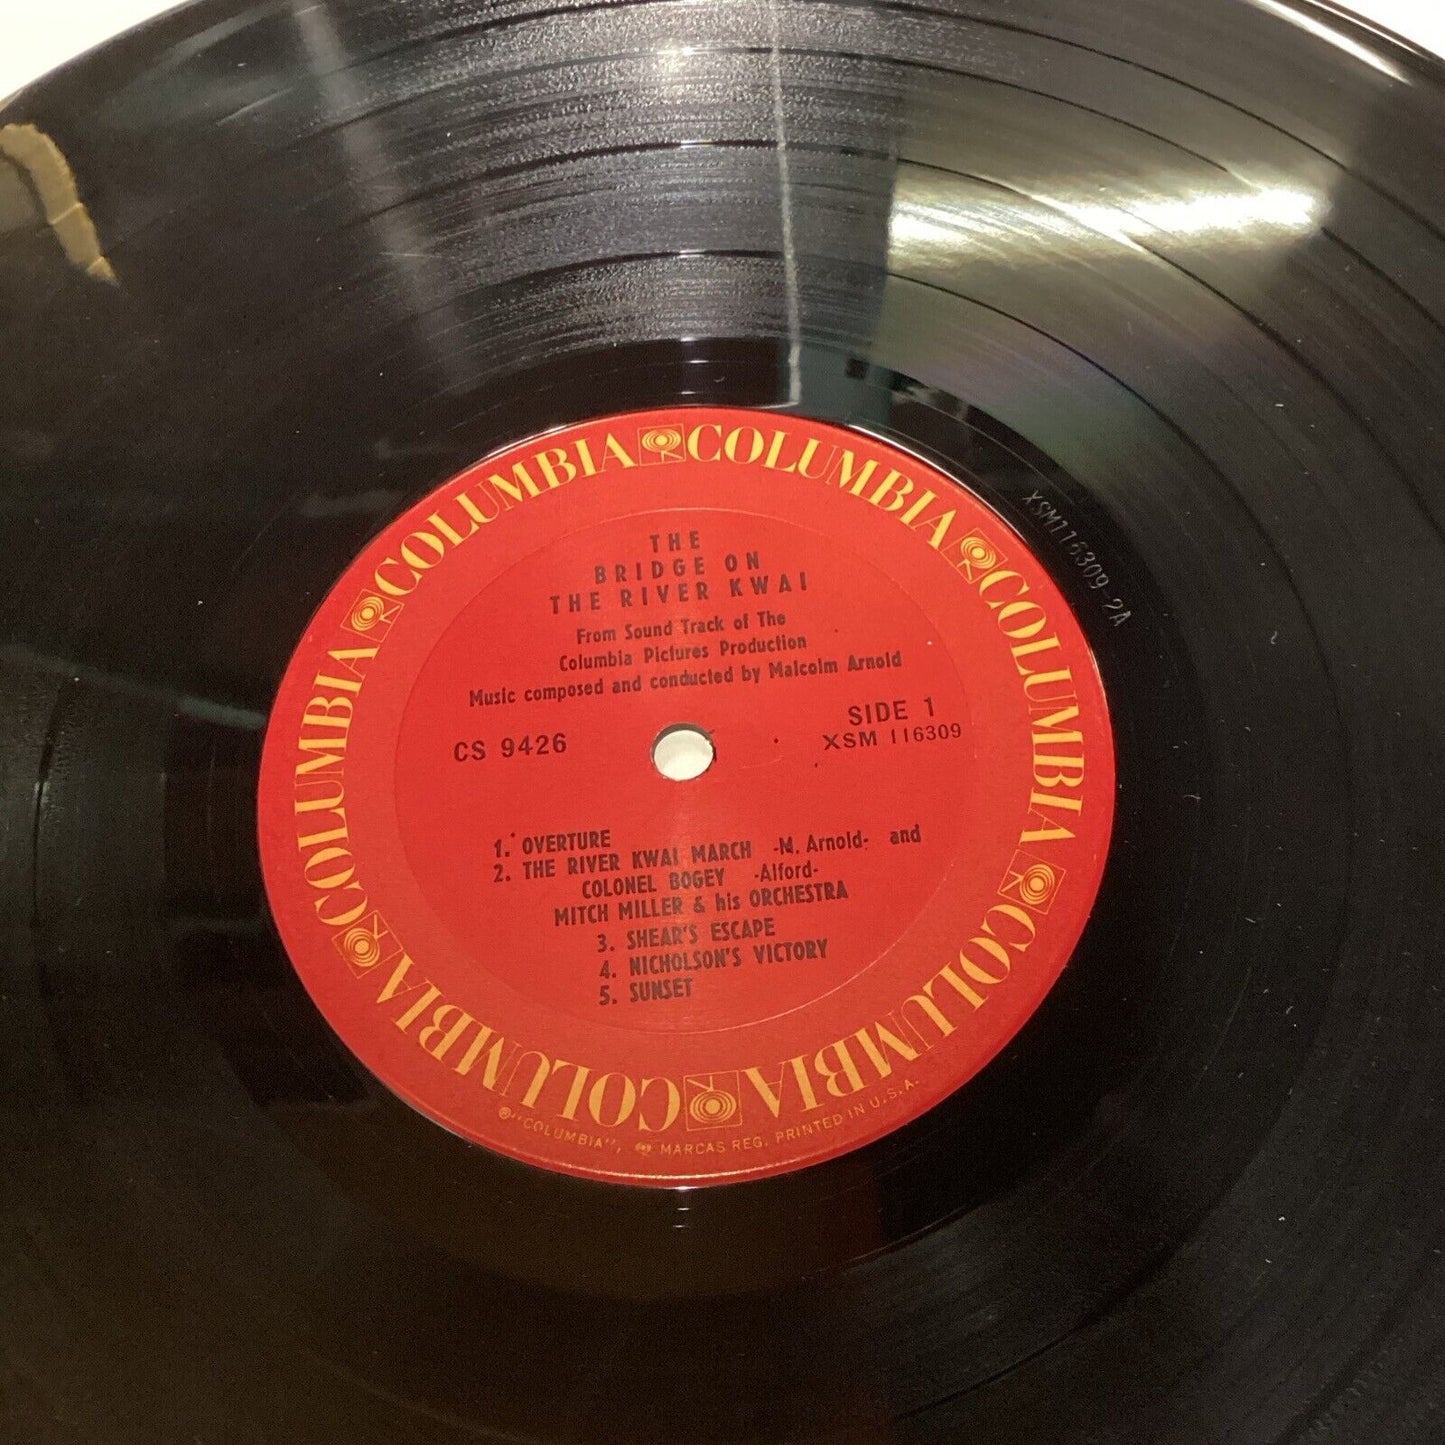 COLUMBIA COLUMBIA COLUMBIA COLUMBIA COLUMBIA COLUMBIA COLUMBIA COLUMBIA
THE
BRIDGE ON
THE RIVER KWAI
From Sound Track of The
Columbia Pictures Production
Music composed and conducted by Malcolm Arnold
CS 9426
SIDE 1
XSM 116309
1. OVERTURE
2. THE RIVER KWAI MARCH -M. Arnold- and
COLONEL BOGEY -Alford-
MITCH MILLER & his ORCHESTRA
3. SHEAR'S ESCAPE
4. NICHOLSON'S VICTORY
5. SUNSET
® "COLUMBIA", MARCAS REG. PRINTED IN U.S.A.
XSM116309-2A